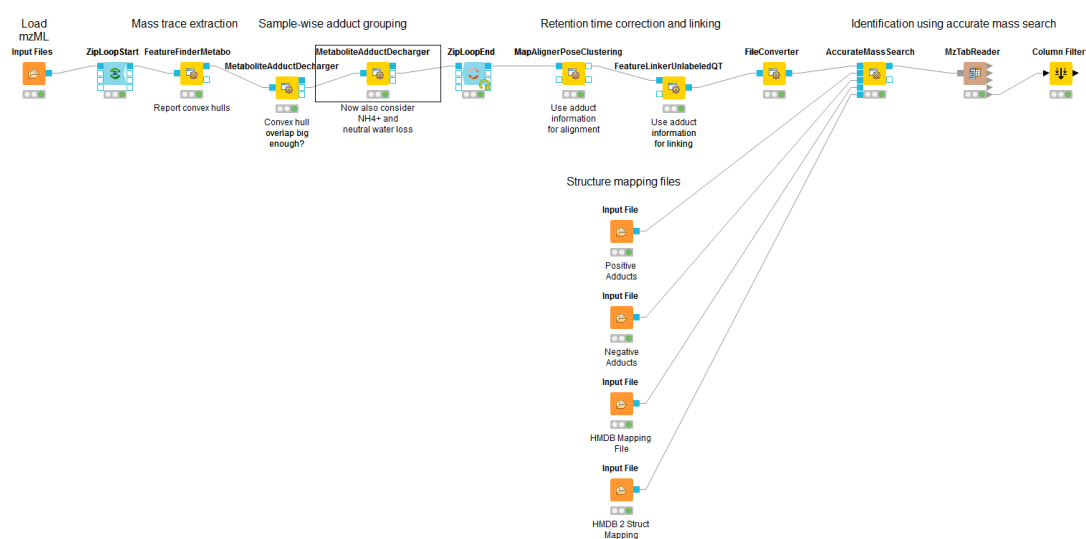 Load
mzML
Mass trace extraction
Sample-wise adduct grouping
Retention time correction and linking
Identification using accurate mass search
Input Files
ZipLoopStart
FeatureFinderMetabo
MetaboliteAdductDecharger
MetaboliteAdductDecharger
ZipLoopEnd
MapAlignerPoseClustering
FeatureLinkerUnlabeledQT
FileConverter
AccurateMassSearch
MzTabReader
Column Filter
Report convex hulls
Convex hull
overlap big
enough?
Now also consider
NH4+ and
neutral water loss
Use adduct
information
for alignment
Use adduct
information
for linking
Structure mapping files
Input File
Positive
Adducts
Input File
Negative
Adducts
Input File
HMDB Mapping
File
Input File
HMDB 2 Struct
Mapping